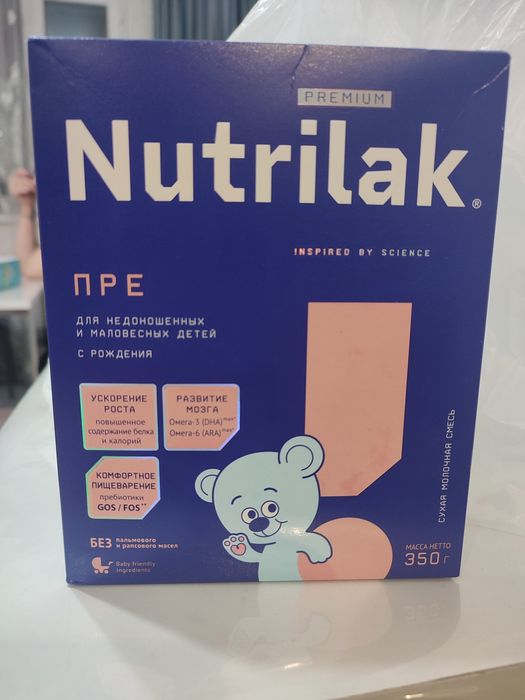 PREMIUM
Nutrilak®
INSPIRED BY SCIENCE
ПРЕ
ДЛЯ НЕДОНОШЕННЫХ
И МАЛОВЕСНЫХ ДЕТЕЙ
С РОЖДЕНИЯ
УСКОРЕНИЕ
РОСТА
повышенное
содержание белка
и калорий
РАЗВИТИЕ
МОЗГА
Омега-3 (DHA)max*
Омега-6 (ARA)max*
КОМФОРТНОЕ
ПИЩЕВАРЕНИЕ
пребиотики
GOS / FOS**
БЕЗ пальмового
и рапсового масел
Baby friendly
ingredients
СУХАЯ МОЛОЧНАЯ СМЕСЬ
МАССА НЕТТО
350 г